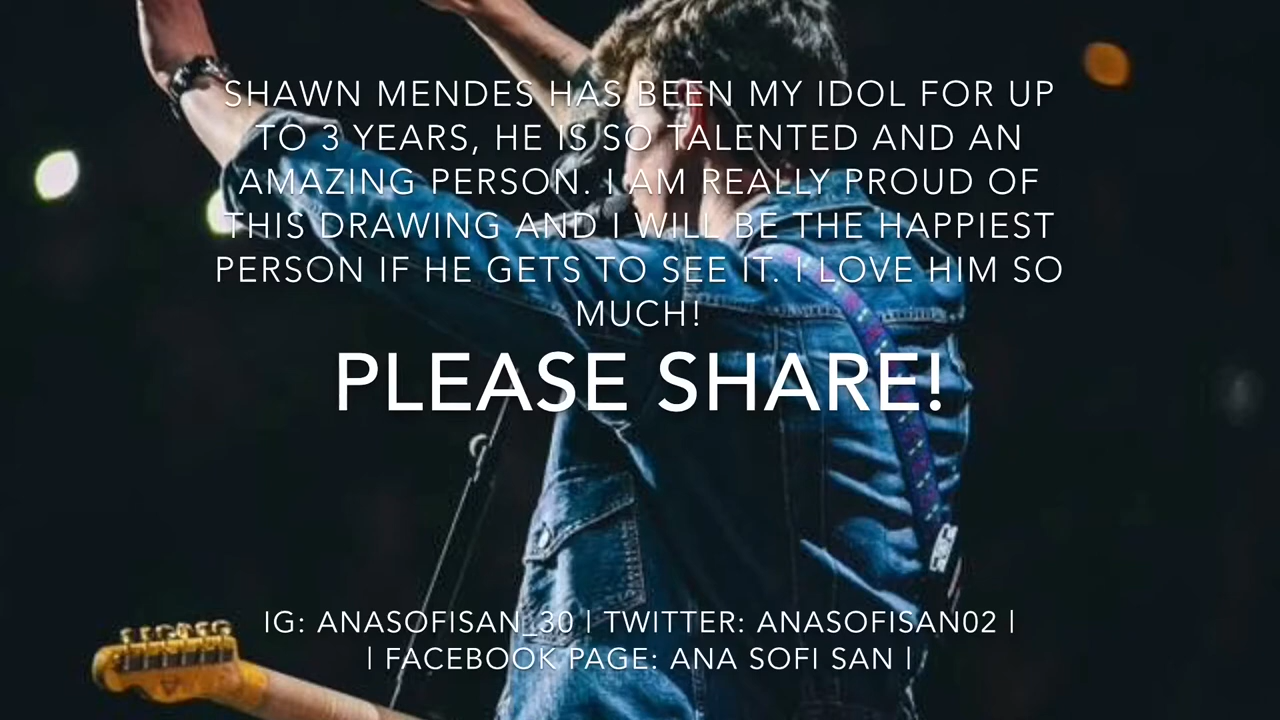 SHAWN MENDES HAS BEEN MY IDOL FOR UP
TO 3 YEARS, HE IS SO TALENTED AND AN
AMAZING PERSON. I AM REALLY PROUD OF
THIS DRAWING AND I WILL BE THE HAPPIEST
PERSON IF HE GETS TO SEE IT. I LOVE HIM SO
MUCH!
PLEASE SHARE!
IG: ANASOFISAN_30 | TWITTER: ANASOFISAN02 |
| FACEBOOK PAGE: ANA SOFI SAN |